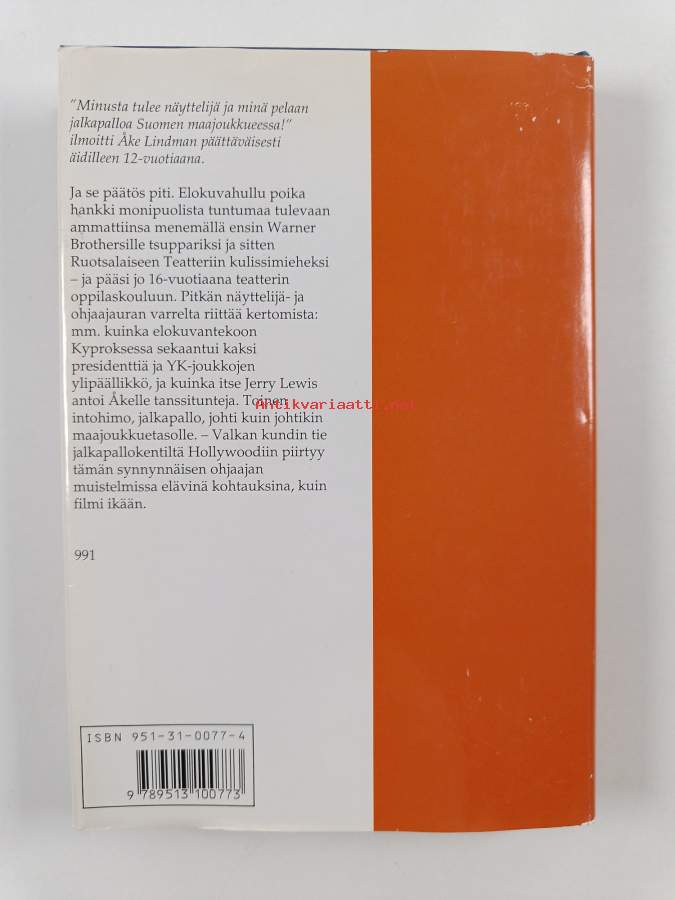 "Minusta tulee näyttelijä ja minä pelaan
jalkapalloa Suomen maajoukkueessa!"
ilmoitti Åke Lindman päättäväisesti
äidilleen 12-vuotiaana.
Ja se päätös piti. Elokuvahullu poika
hankki monipuolista tuntumaa tulevaan
ammattiinsa menemällä ensin Warner
Brothersille tsuppariksi ja sitten
Ruotsalaiseen Teatteriin kulissimieheksi
– ja pääsi jo 16-vuotiaana teatterin
oppilaskouluun. Pitkän näyttelijä- ja
ohjaajauran varrelta riittää kertomista:
mm. kuinka elokuvantekoon
Kyproksessa sekaantui kaksi
presidenttiä ja YK-joukkojen
ylipäällikkö, ja kuinka itse Jerry Lewis
antoi Åkelle tanssitunteja. Toinen
Antikvariaatti.net
intohimo, jalkapallo, johti kuin johtikin
maajoukkuetasolle. – Valkan kundin tie
jalkapallokentiltä Hollywoodiin piirtyy
tämän synnynnäisen ohjaajan
muistelmissa elävinä kohtauksina, kuin
filmi ikään.
991
ISBN 951-31-0077-4
9 789513 100773